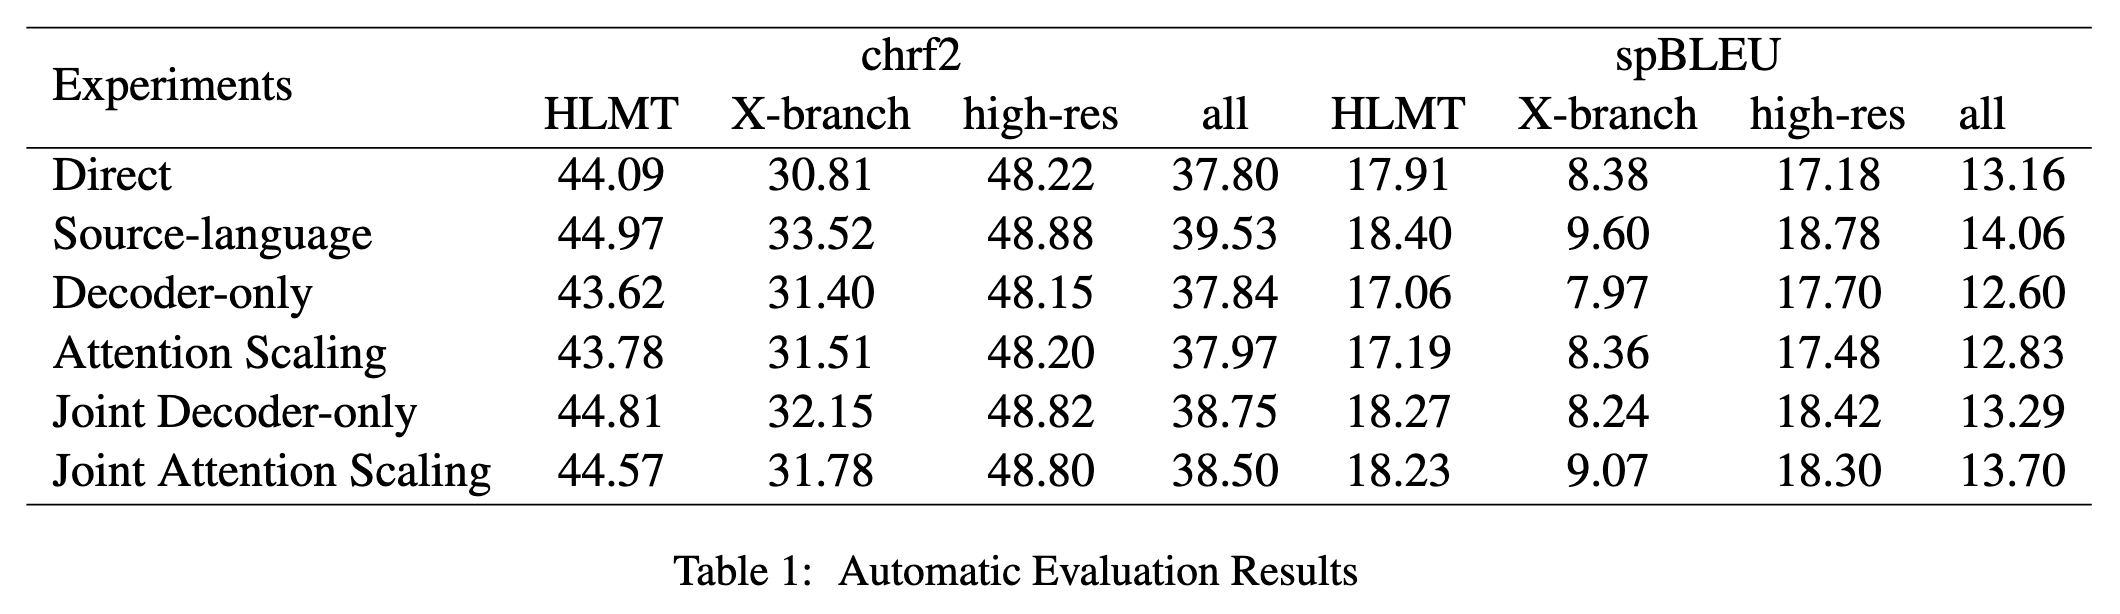 Experiments chrf2 spBLEU
HLMT X-branch high-res all HLMT X-branch high-res all
Direct 44.09 30.81 48.22 37.80 17.91 8.38 17.18 13.16
Source-language 44.97 33.52 48.88 39.53 18.40 9.60 18.78 14.06
Decoder-only 43.62 31.40 48.15 37.84 17.06 7.97 17.70 12.60
Attention Scaling 43.78 31.51 48.20 37.97 17.19 8.36 17.48 12.83
Joint Decoder-only 44.81 32.15 48.82 38.75 18.27 8.24 18.42 13.29
Joint Attention Scaling 44.57 31.78 48.80 38.50 18.23 9.07 18.30 13.70
Table 1: Automatic Evaluation Results